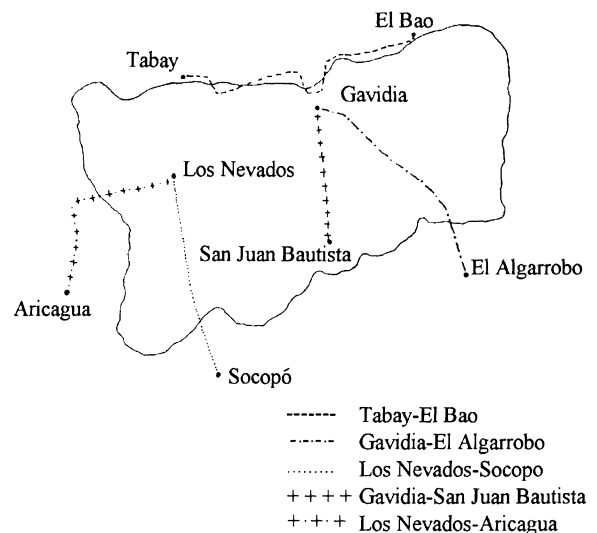 El Bao
Tabay
Gavidia
Los Nevados
San Juan Bautista
El Algarrobo
Aricagua
Socopó
Tabay-El Bao
Gavidia-El Algarrobo
Los Nevados-Socopo
Gavidia-San Juan Bautista
Los Nevados-Aricagua